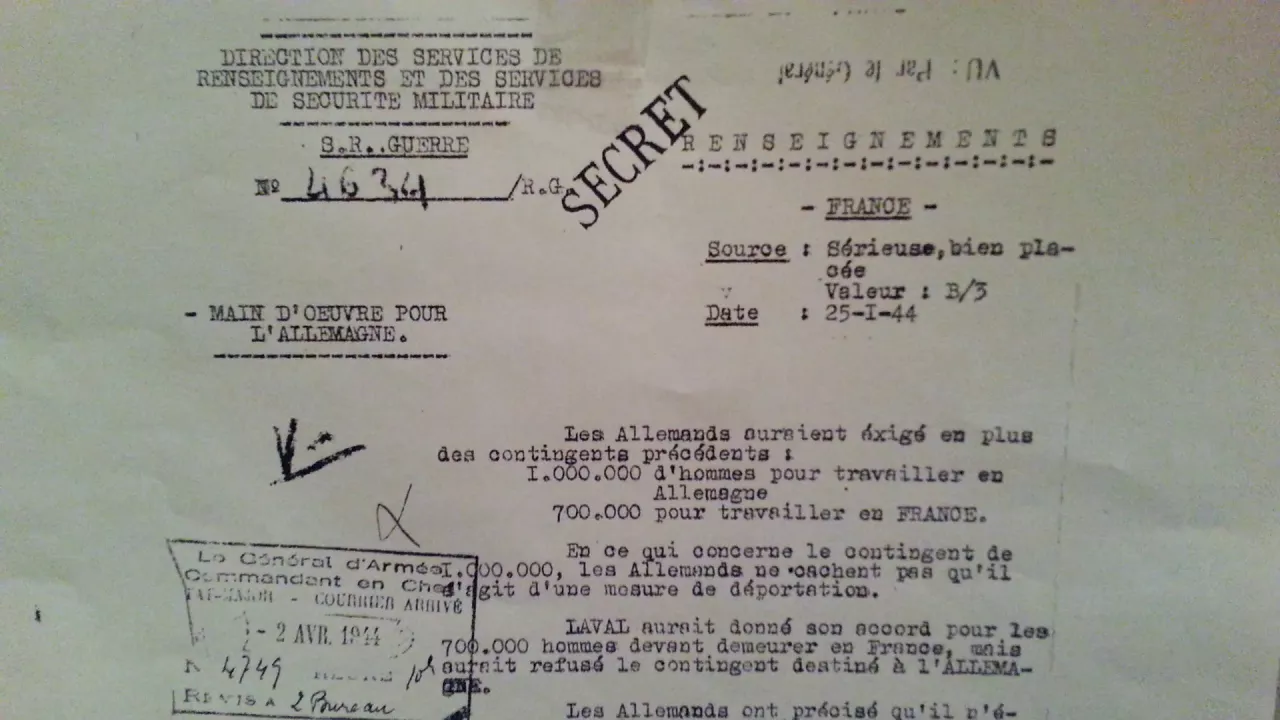 DIRECTION DES SERVICES DE
RENSEIGNEMENTS ET DES SERVICES
DE SECURITE MILITAIRE
S.R..GUERRE
Nº 4634 /R.G.
SECRET
VU : Par le Général
RENSEIGNEMENTS
- FRANCE -
Source : Sérieuse,bien pla-
cée
Valeur : B/3
Date : 25-I-44
- MAIN D'OEUVRE POUR
L'ALLEMAGNE.
Les Allemands auraient éxigé en plus
des contingents précédents :
I.000.000 d'hommes pour travailler en
Allemagne
700.000 pour travailler en FRANCE.
En ce qui concerne le contingent de
I.000.000, les Allemands ne cachent pas qu'il
s'agit d'une mesure de déportation.
LAVAL aurait donné son accord pour les
700.000 hommes devant demeurer en France, mais
aurait refusé le contingent destiné à l'ALLEMA-
GNE.
Les Allemands ont précisé qu'il n'é-
Le Général d'Armée
Commandant en Chef
ETAT-MAJOR - COURRIER ARRIVÉ
- 2 AVR. 1944
N 4749
2 Bureau